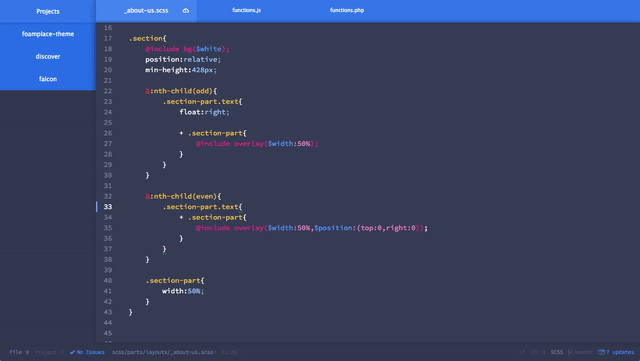 Projects
_about-us.scss
functions.js
functions.php
foamplace-theme
discover
falcon
16
17 .section{
18 @include bg($white);
19 position:relative;
20 min-height:428px;
21
22 &:nth-child(odd){
23 .section-part.text{
24 float:right;
25
26 + .section-part{
27 @include overlay($width:50%);
28 }
29 }
30 }
31
32 &:nth-child(even){
33 .section-part.text{
34 + .section-part{
35 @include overlay($width:50%,$position:(top:0,right:0));
36 }
37 }
38 }
39
40 .section-part{
41 width:50%;
42 }
43 }
44
45
File 0 Project 0 No Issues scss/parts/layouts/_about-us.scss SCSS 7 updates